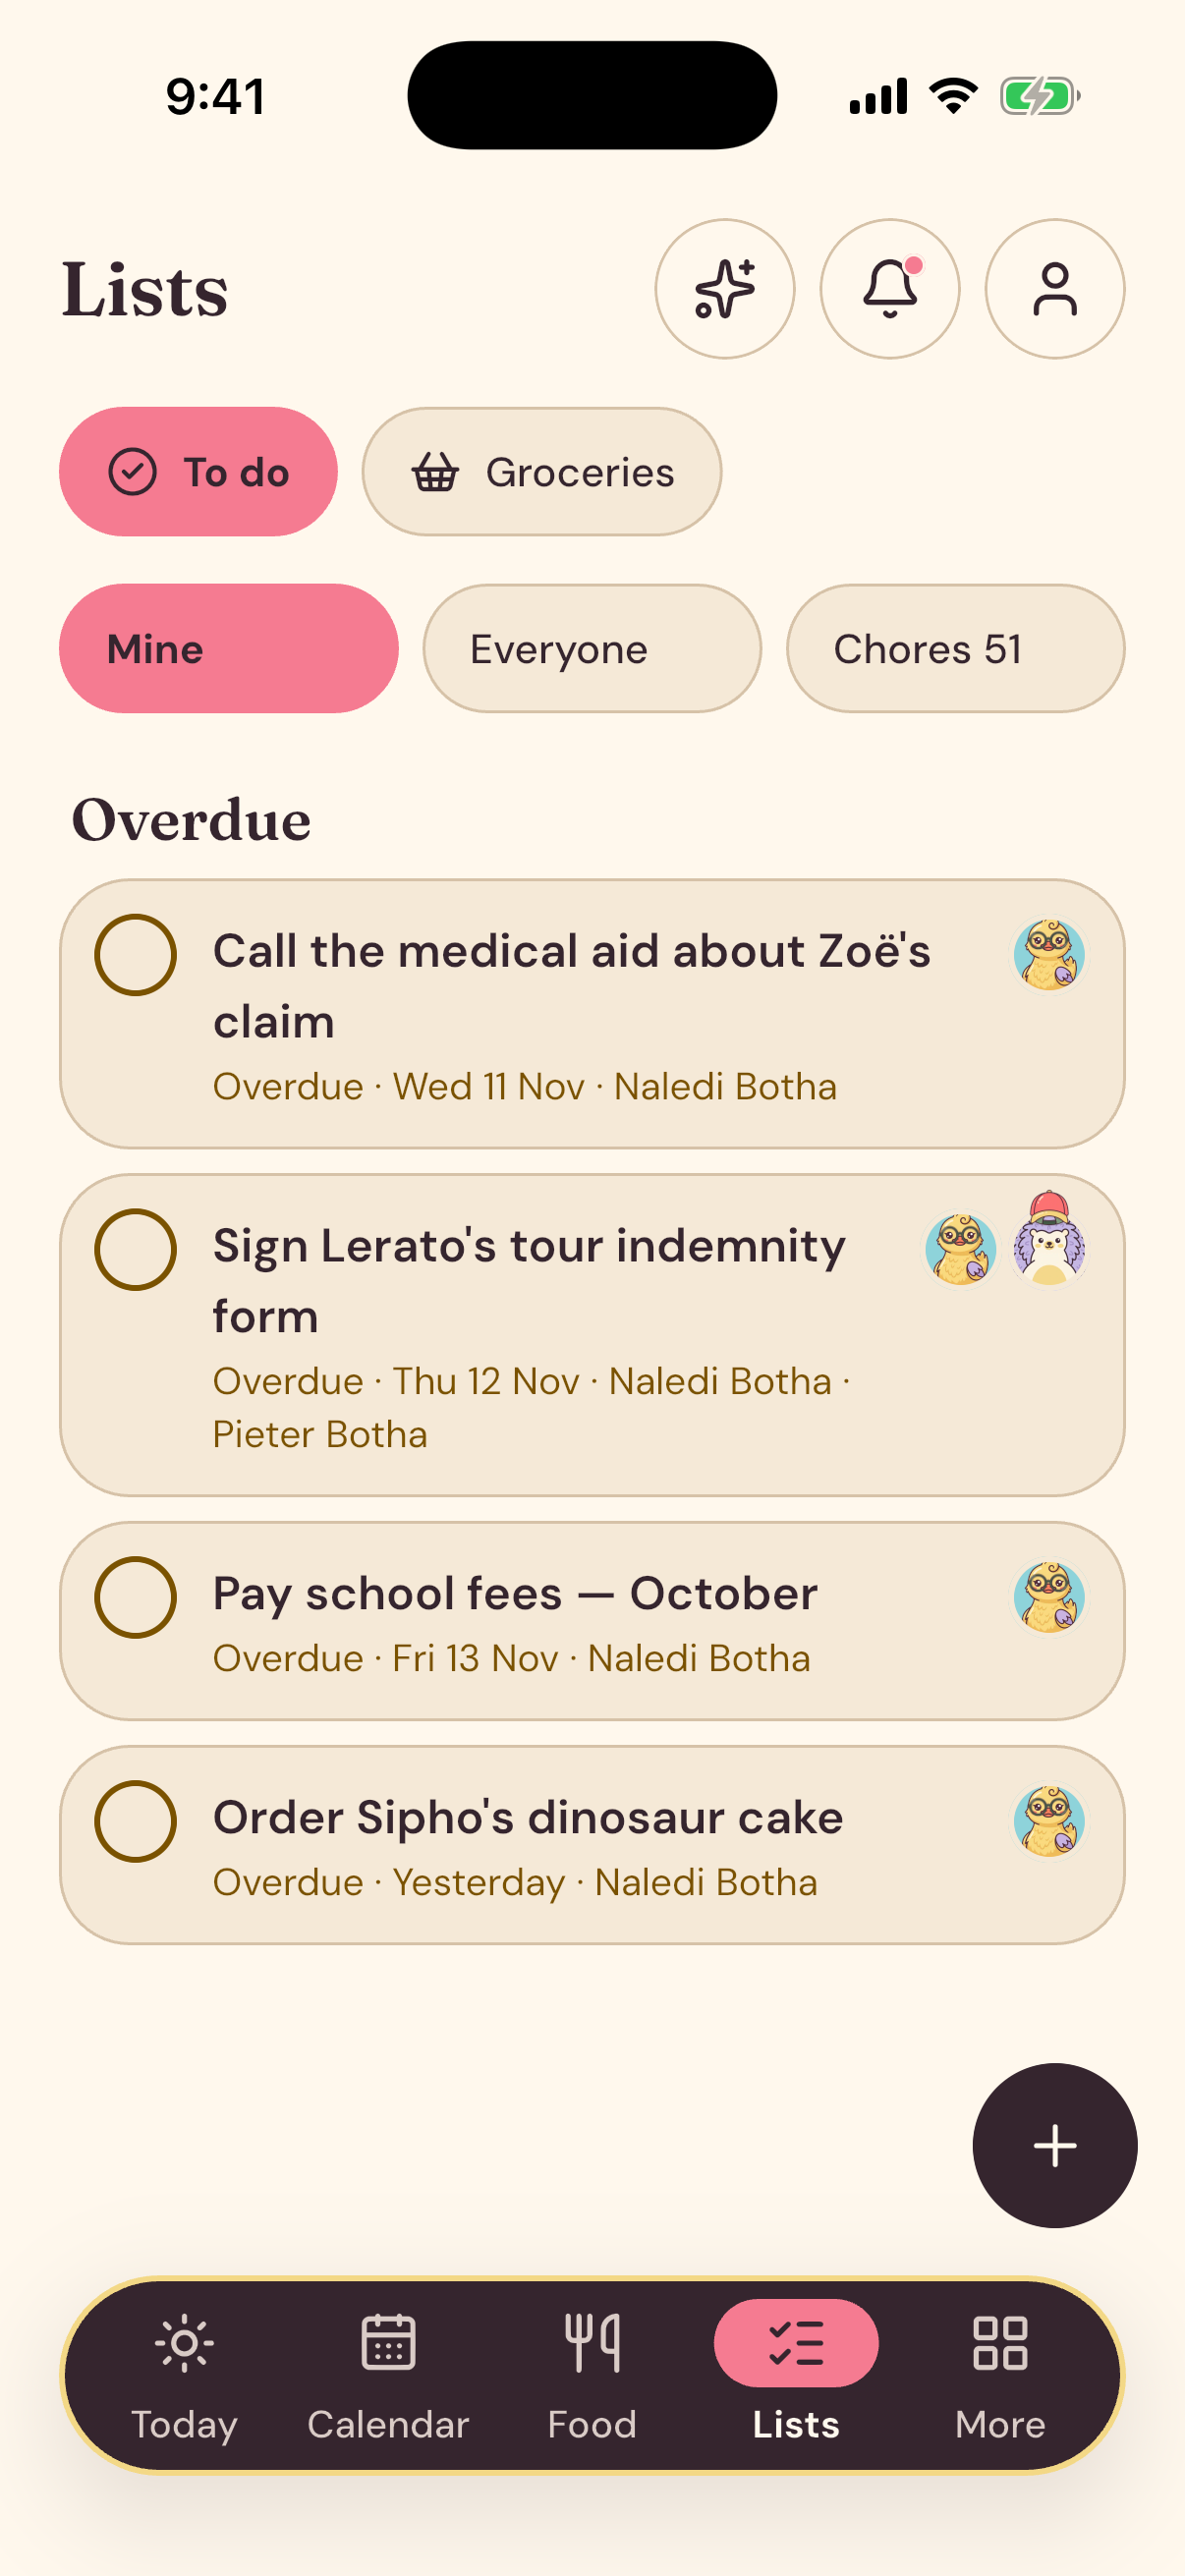 9:41
Lists
To do
Groceries
Mine
Everyone
Chores 51
Overdue
Call the medical aid about Zoë's
claim
Overdue · Wed 11 Nov · Naledi Botha
Sign Lerato's tour indemnity
form
Overdue · Thu 12 Nov · Naledi Botha ·
Pieter Botha
Pay school fees — October
Overdue · Fri 13 Nov · Naledi Botha
Order Sipho's dinosaur cake
Overdue · Yesterday · Naledi Botha
Today
Calendar
Food
Lists
More